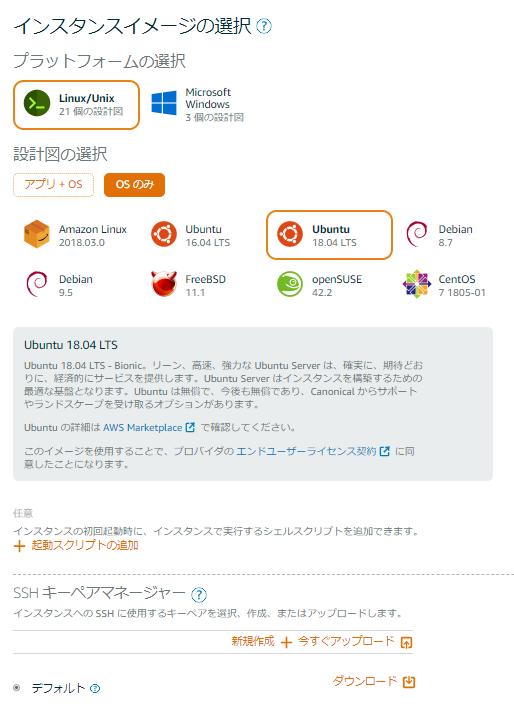 インスタンスイメージの選択 ?
プラットフォームの選択
Linux/Unix
21 個の設計図
Microsoft
Windows
3 個の設計図
設計図の選択
アプリ + OS
OS のみ
Amazon Linux
2018.03.0
Ubuntu
16.04 LTS
Ubuntu
18.04 LTS
Debian
8.7
Debian
9.5
FreeBSD
11.1
openSUSE
42.2
CentOS
7 1805-01
Ubuntu 18.04 LTS
Ubuntu 18.04 LTS - Bionic。リーン、高速、強力な Ubuntu Server は、確実に、期待どお
りに、経済的にサービスを提供します。Ubuntu Server はインスタンスを構築するための
最適な基盤となります。Ubuntu は無償で、今後も無償であり、Canonical からサポート
やランドスケープを受け取るオプションがあります。
Ubuntu の詳細は AWS Marketplace で確認してください。
このイメージを使用することで、プロバイダの エンドユーザーライセンス契約 に同
意したことになります。
任意
インスタンスの初回起動時に、インスタンスで実行するシェルスクリプトを追加できます。
+ 起動スクリプトの追加
SSH キーペアマネージャー ?
インスタンスへの SSH に使用するキーペアを選択、作成、またはアップロードします。
新規作成 + 今すぐアップロード
デフォルト ?
ダウンロード